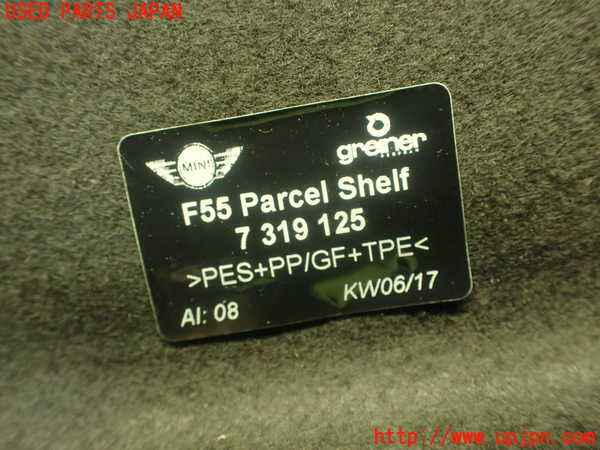 USED PARTS JAPAN
MINI
greiner
F55 Parcel Shelf
7 319 125
>PES+PP/GF+TPE<
AI: 08
KW06/17
http://www.upjpn.com/